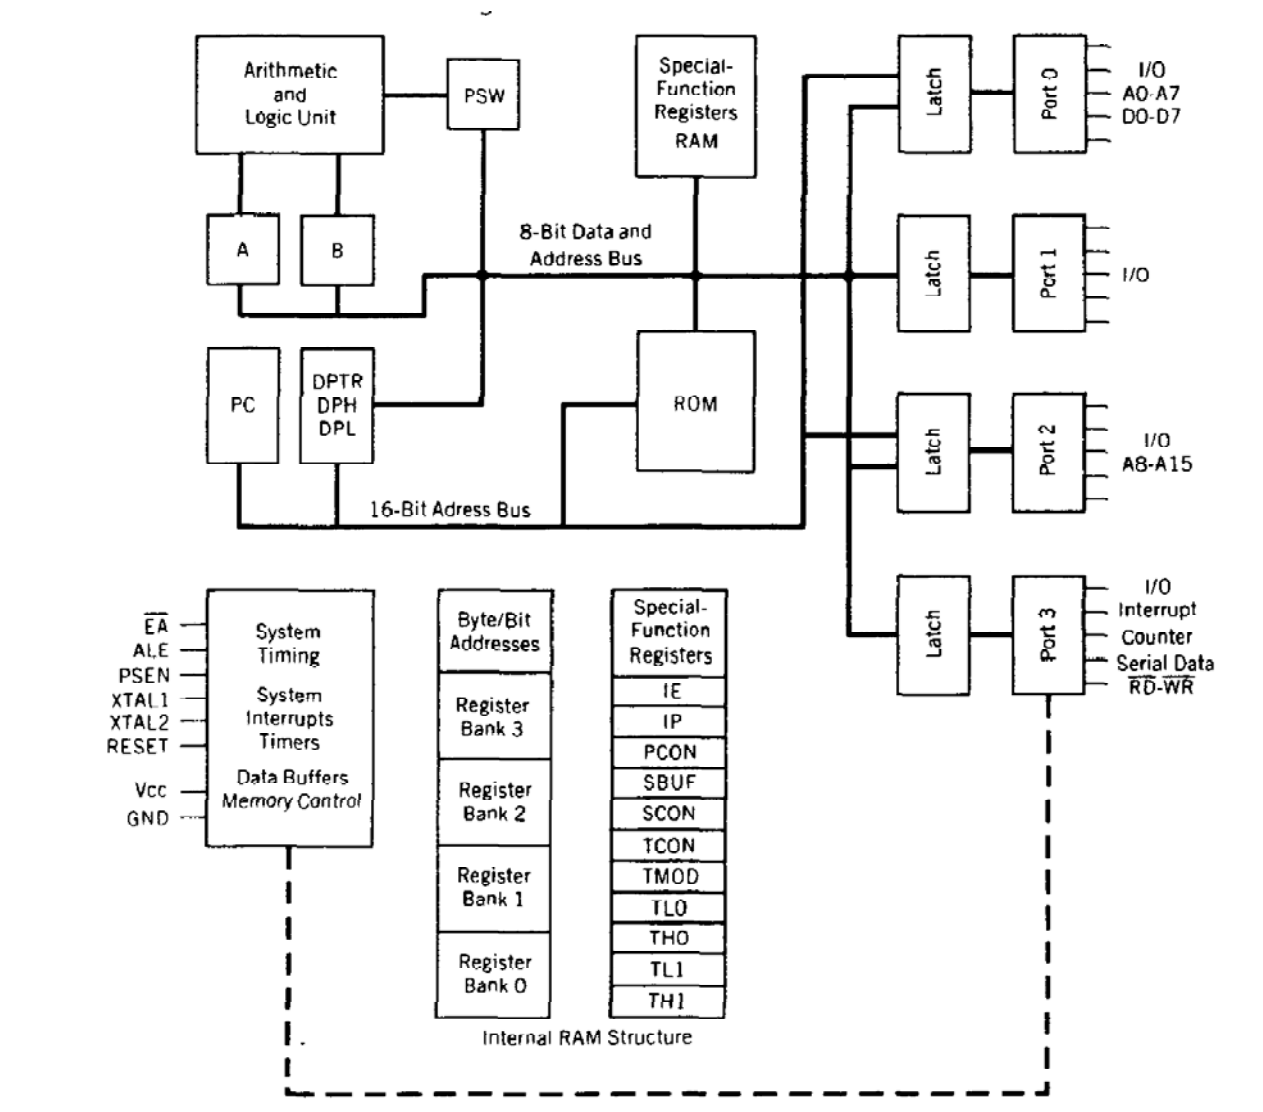 Arithmetic
and
Logic Unit
PSW
Special-
Function
Registers
RAM
Latch
Port 0
I/O
A0-A7
D0-D7
A
B
8-Bit Data and
Address Bus
Latch
Port 1
I/O
PC
DPTR
DPH
DPL
ROM
Latch
Port 2
I/O
A8-A15
16-Bit Adress Bus
Latch
Port 3
I/O
Interrupt
Counter
Serial Data
R̅D̅-W̅R̅
E̅A̅
ALE
PSEN
XTAL1
XTAL2
RESET
Vcc
GND
System
Timing
System
Interrupts
Timers
Data Buffers
Memory Control
Byte/Bit
Addresses
Register
Bank 3
Register
Bank 2
Register
Bank 1
Register
Bank 0
Special-
Function
Registers
IE
IP
PCON
SBUF
SCON
TCON
TMOD
TL0
TH0
TL1
TH1
Internal RAM Structure